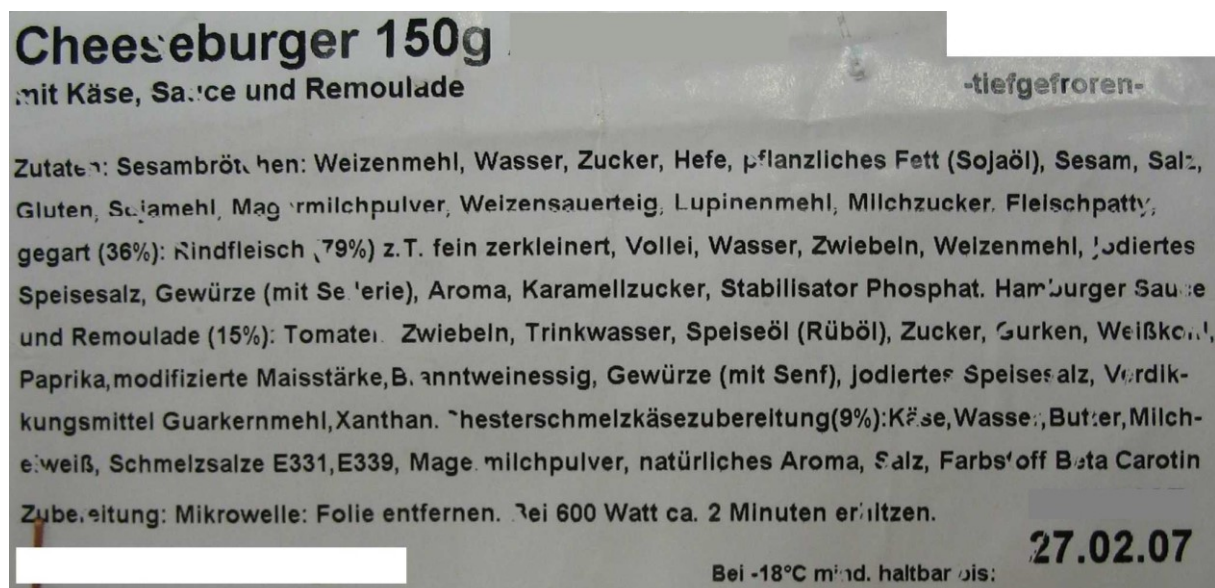 Cheeseburger 150g
mit Käse, Sauce und Remoulade
-tiefgefroren-
Zutaten: Sesambrötchen: Weizenmehl, Wasser, Zucker, Hefe, pflanzliches Fett (Sojaöl), Sesam, Salz,
Gluten, Sojamehl, Magermilchpulver, Weizensauerteig, Lupinenmehl, Milchzucker. Fleischpatty,
gegart (36%): Rindfleisch (79%) z.T. fein zerkleinert, Vollei, Wasser, Zwiebeln, Weizenmehl, jodiertes
Speisesalz, Gewürze (mit Sellerie), Aroma, Karamellzucker, Stabilisator Phosphat. Hamburger Sauce
und Remoulade (15%): Tomaten, Zwiebeln, Trinkwasser, Speiseöl (Rüböl), Zucker, Gurken, Weißkohl,
Paprika,modifizierte Maisstärke,Branntweinessig, Gewürze (mit Senf), jodiertes Speisesalz, Verdik-
kungsmittel Guarkernmehl,Xanthan. Chesterschmelzkäsezubereitung(9%):Käse,Wasser,Butter,Milch-
eiweiß, Schmelzsalze E331,E339, Magermilchpulver, natürliches Aroma, Salz, Farbstoff Beta Carotin
Zubereitung: Mikrowelle: Folie entfernen. Bei 600 Watt ca. 2 Minuten erhitzen.
27.02.07
Bei -18°C mind. haltbar bis: